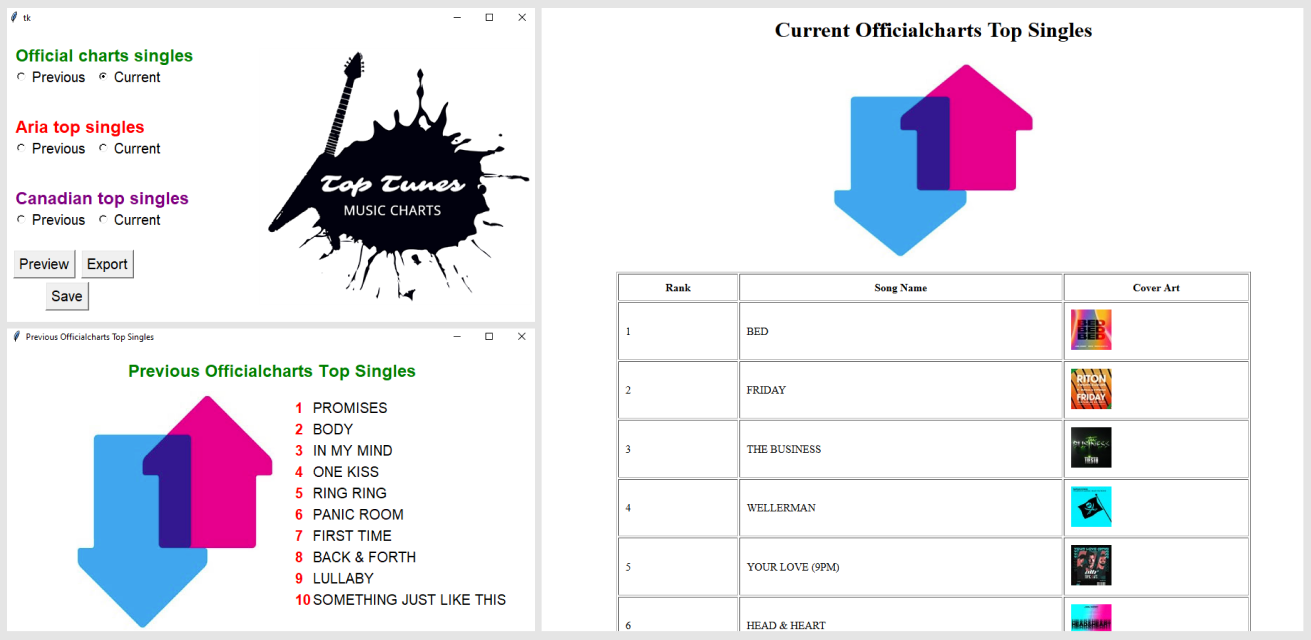 tk
Official charts singles
Previous Current
Aria top singles
Previous Current
Canadian top singles
Previous Current
Preview Export
Save
Top Tunes
MUSIC CHARTS
Previous Officialcharts Top Singles
Previous Officialcharts Top Singles
1 PROMISES
2 BODY
3 IN MY MIND
4 ONE KISS
5 RING RING
6 PANIC ROOM
7 FIRST TIME
8 BACK & FORTH
9 LULLABY
10 SOMETHING JUST LIKE THIS
Current Officialcharts Top Singles
Rank Song Name Cover Art
1 BED
BED
BED
BED
2 FRIDAY
RITON
FRIDAY
3 THE BUSINESS
THE BUSINESS
TIËSTO
4 WELLERMAN
5 YOUR LOVE (9PM)
6 HEAD & HEART
HEAD&HEART